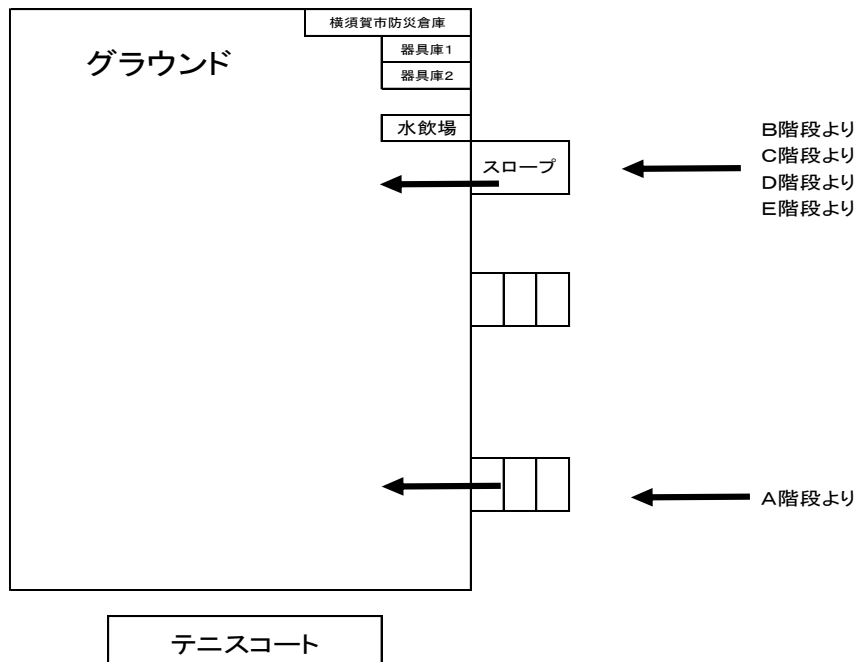 横須賀市防災倉庫
グラウンド
器具庫1
器具庫2
水飲場
スロープ
B階段より
C階段より
D階段より
E階段より
A階段より
テニスコート